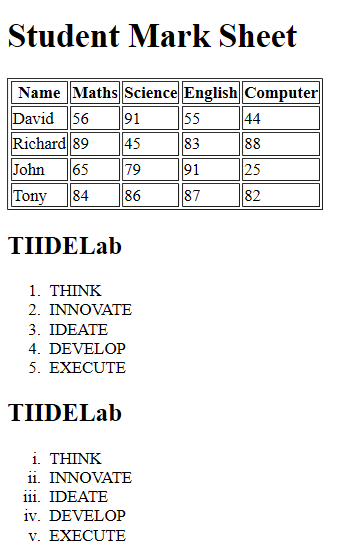 Student Mark Sheet
Name Maths Science English Computer
David 56 91 55 44
Richard 89 45 83 88
John 65 79 91 25
Tony 84 86 87 82
TIIDELab
1. THINK
2. INNOVATE
3. IDEATE
4. DEVELOP
5. EXECUTE
TIIDELab
i. THINK
ii. INNOVATE
iii. IDEATE
iv. DEVELOP
v. EXECUTE